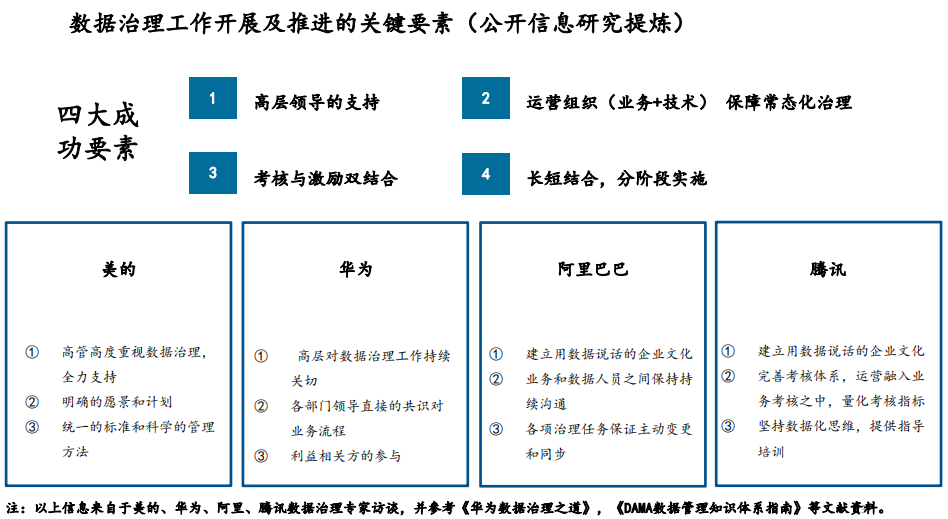 数据治理工作开展及推进的关键要素（公开信息研究提炼）
四大成
功要素
1
高层领导的支持
2
运营组织（业务+技术） 保障常态化治理
3
考核与激励双结合
4
长短结合，分阶段实施
美的
① 高管高度重视数据治理，
全力支持
② 明确的愿景和计划
③ 统一的标准和科学的管理
方法
华为
① 高层对数据治理工作持续
关切
② 各部门领导直接的共识对
业务流程
③ 利益相关方的参与
阿里巴巴
① 建立用数据说话的企业文化
② 业务和数据人员之间保持持
续沟通
③ 各项治理任务保证主动变更
和同步
腾讯
① 建立用数据说话的企业文化
② 完善考核体系，运营融入业
务考核之中，量化考核指标
③ 坚持数据化思维，提供指导
培训
注：以上信息来自于美的、华为、阿里、腾讯数据治理专家访谈，并参考《华为数据治理之道》，《DAMA数据管理知识体系指南》等文献资料。